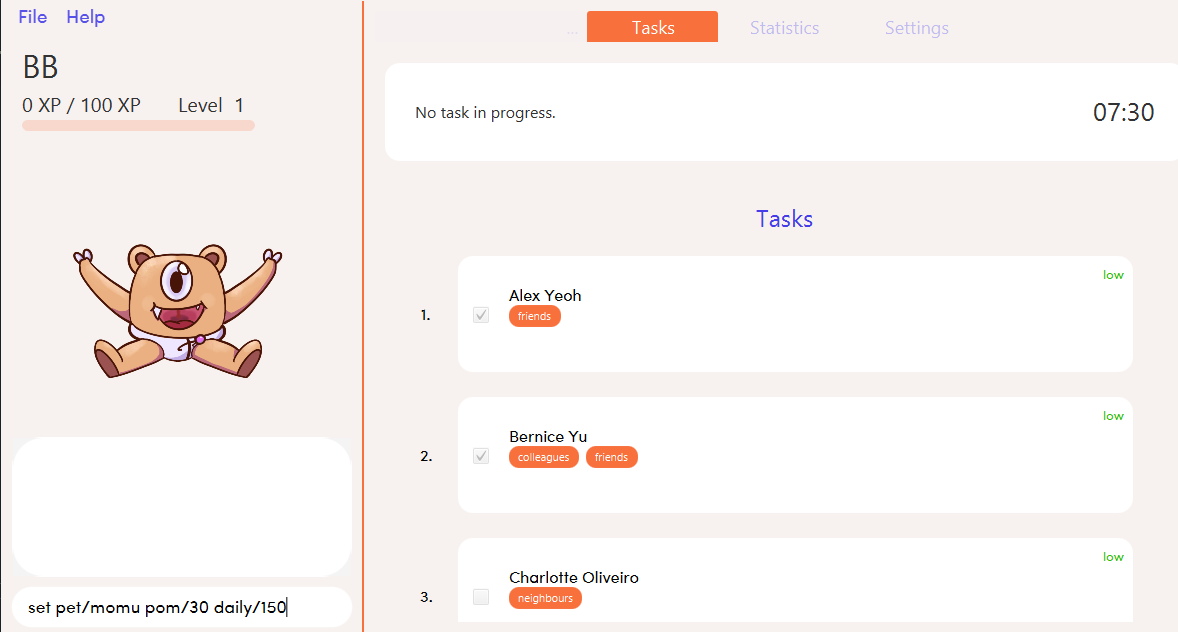 File Help
BB
0 XP / 100 XP Level 1
set pet/momu pom/30 daily/150
... Tasks Statistics Settings
No task in progress. 07:30
Tasks
low
1. Alex Yeoh
friends
low
2. Bernice Yu
colleagues friends
low
3. Charlotte Oliveiro
neighbours